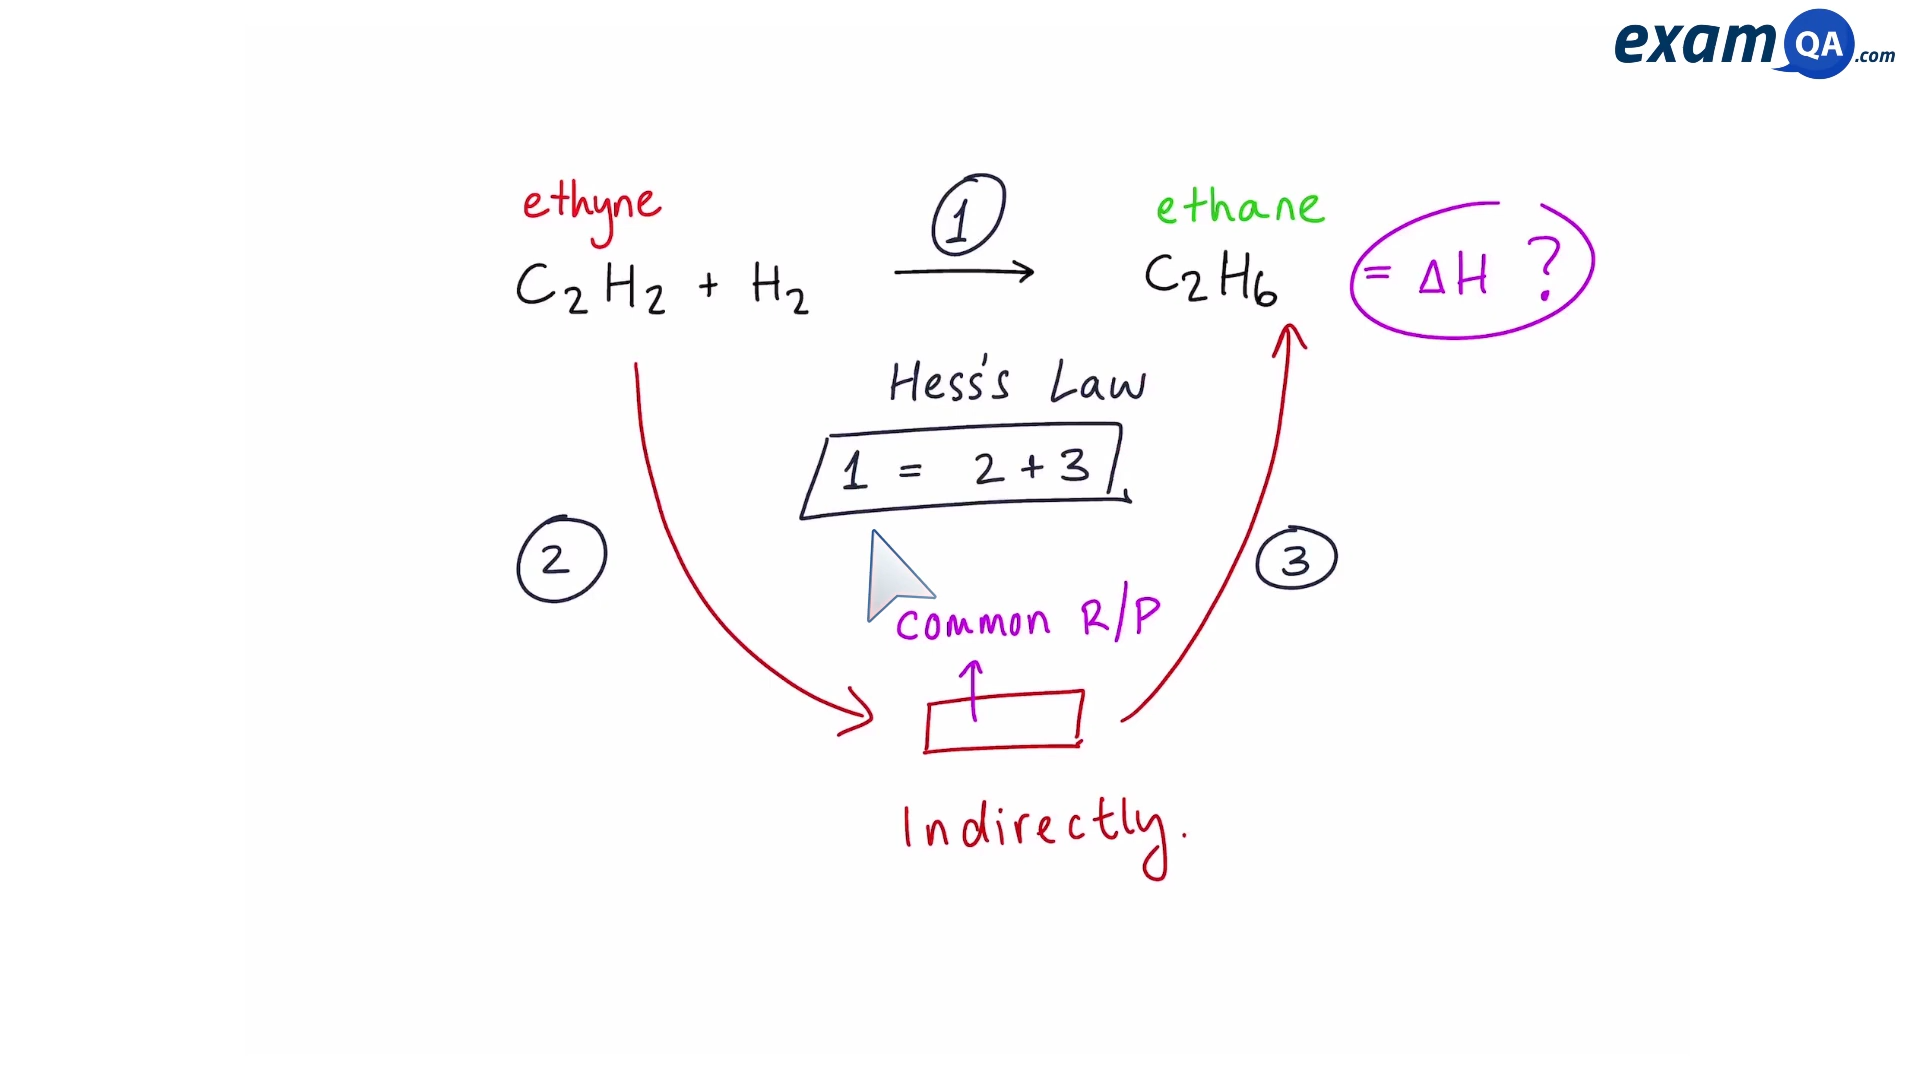 examQA.com
ethyne
1
ethane
C₂H₂ + H₂ → C₂H₆ = ΔH ?
Hess's Law
1 = 2 + 3
2
3
common R/P
Indirectly.